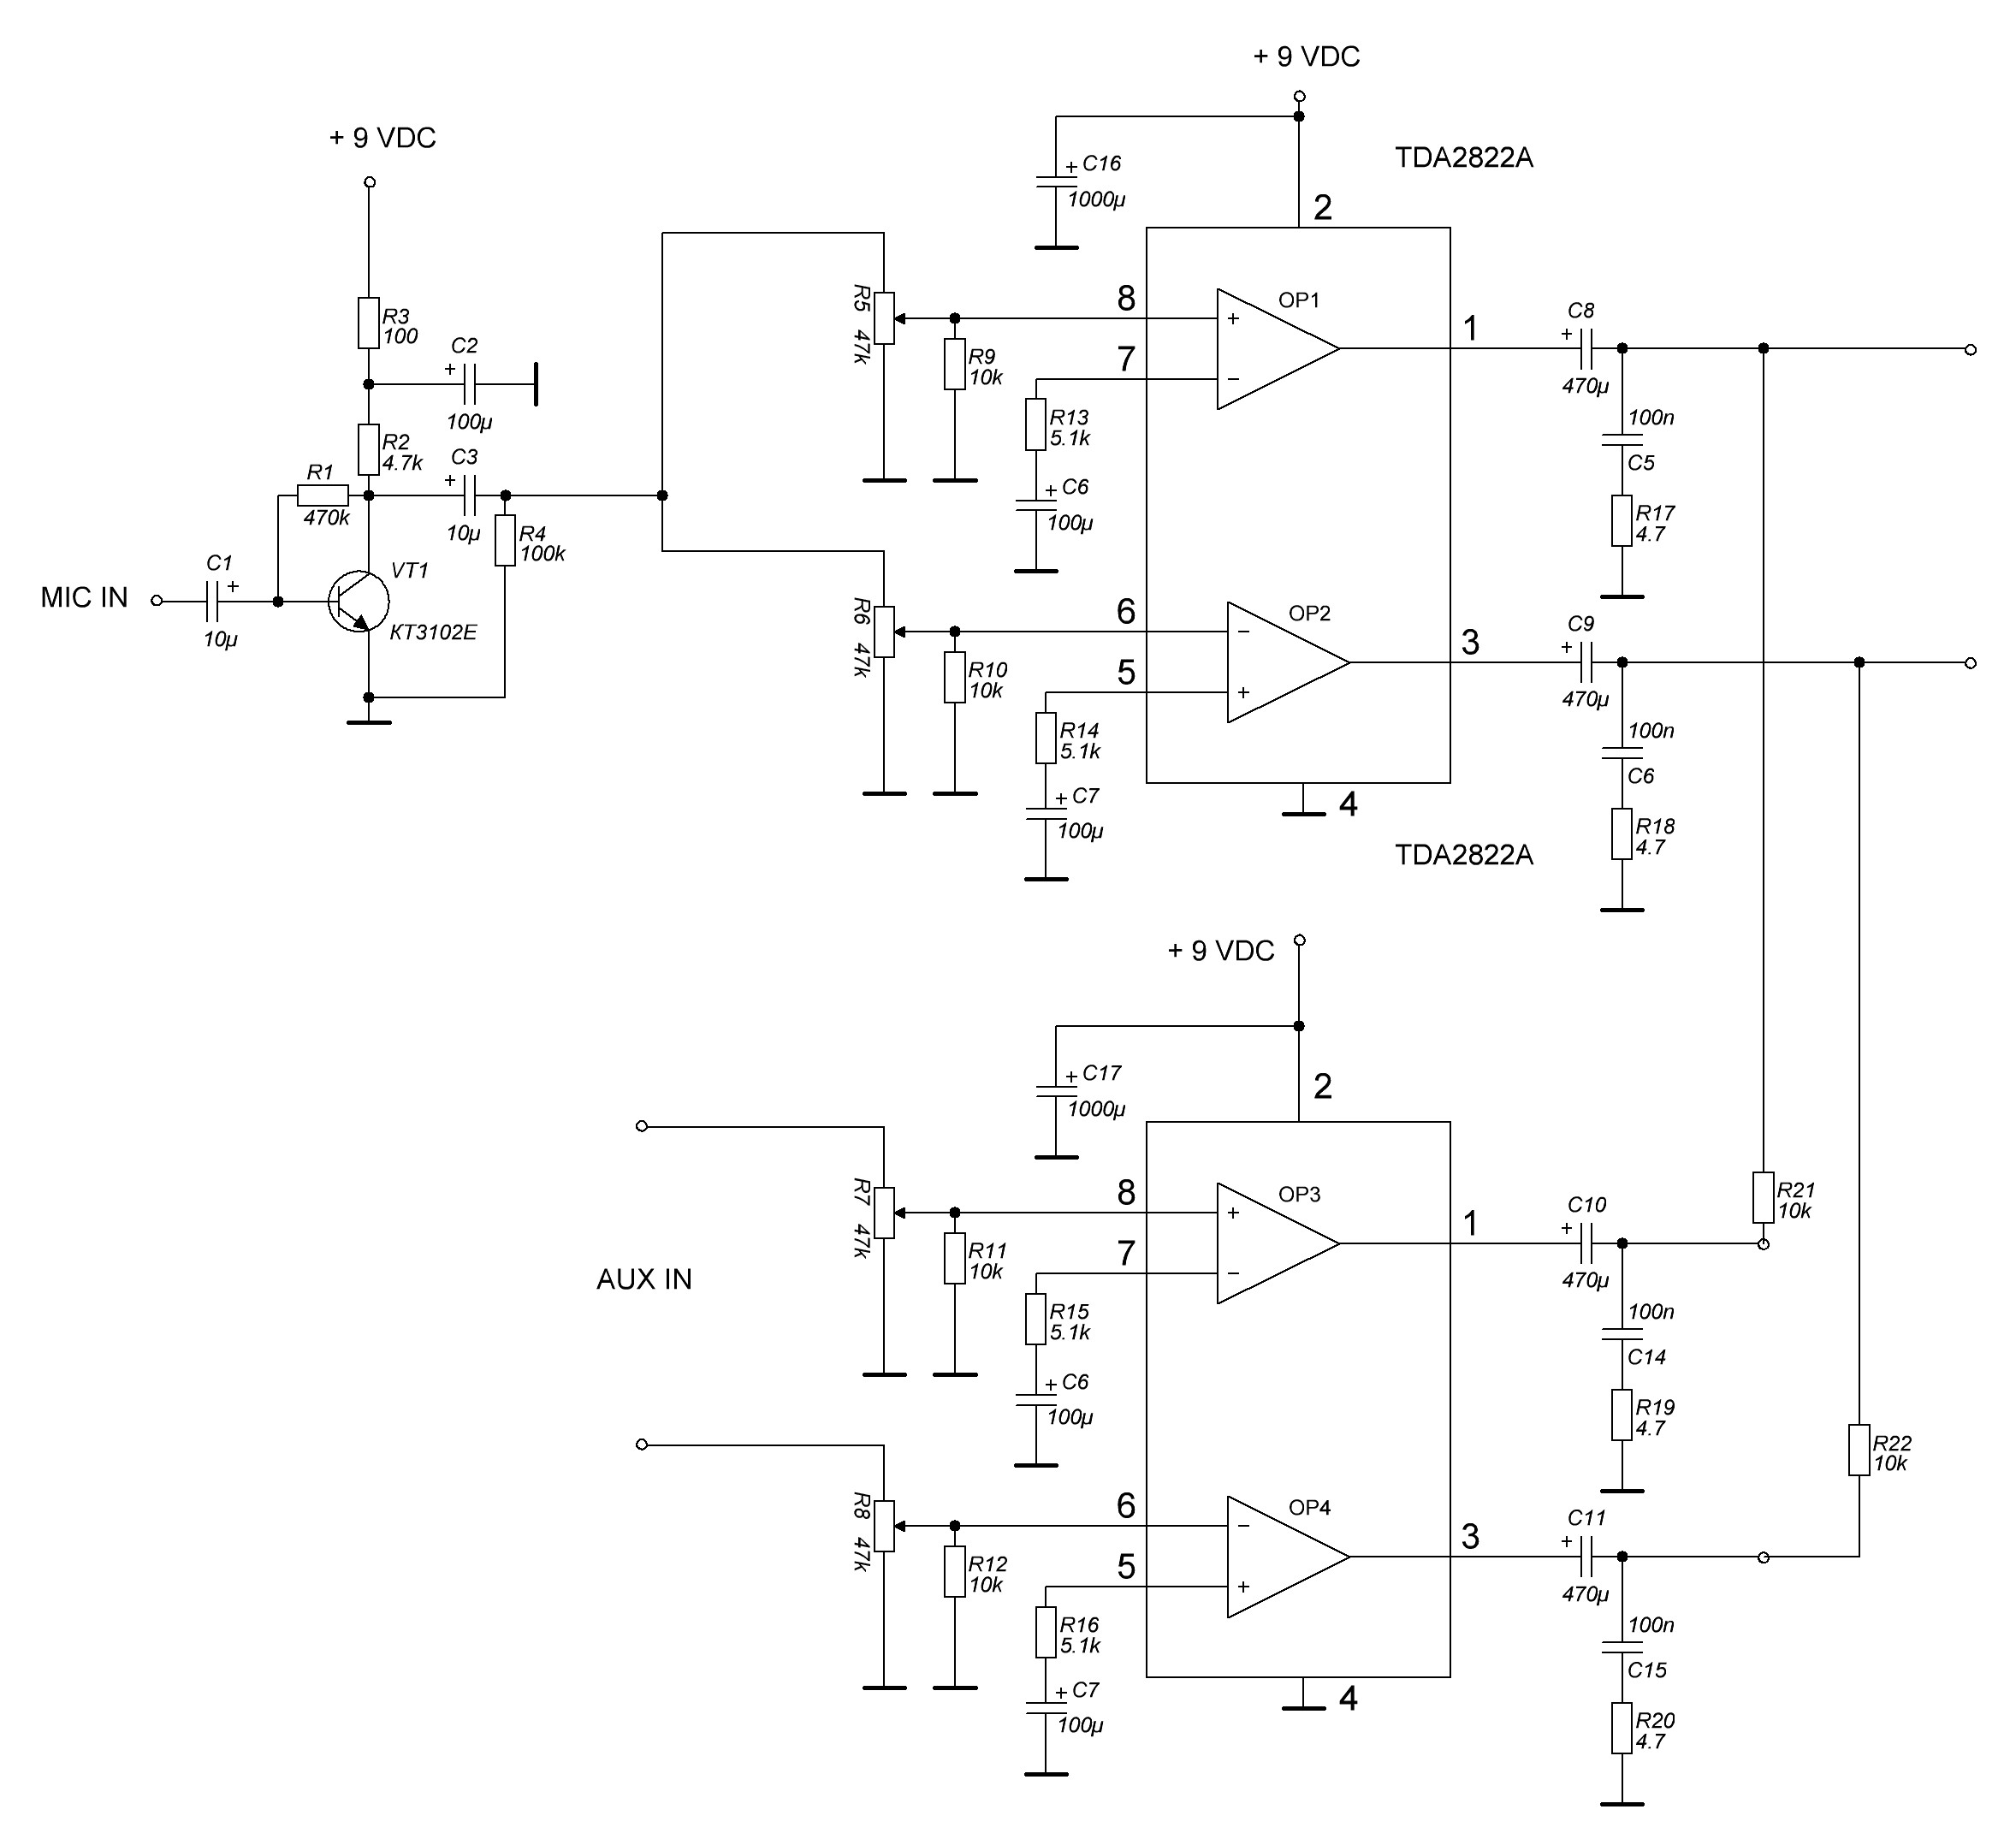 + 9 VDC
TDA2822A
+ 9 VDC
+ C16
1000µ
2
R3
100
C2
+
100µ
R2
4.7k
C3
+
10µ
R1
470k
R4
100k
C1
+
10µ
MIC IN
VT1
KT3102E
R5 47k
8
OP1
+
R9
10k
7
−
R13
5.1k
+ C6
100µ
1
C8
+
470µ
100n
C5
R17
4.7
R6 47k
6
OP2
−
R10
10k
5
+
R14
5.1k
+ C7
100µ
3
C9
+
470µ
100n
C6
R18
4.7
4
TDA2822A
+ 9 VDC
+ C17
1000µ
2
AUX IN
R7 47k
8
OP3
+
R11
10k
7
−
R15
5.1k
+ C6
100µ
1
C10
+
470µ
R21
10k
100n
C14
R19
4.7
R8 47k
6
OP4
−
R12
10k
5
+
R16
5.1k
+ C7
100µ
3
C11
+
470µ
R22
10k
100n
C15
R20
4.7
4